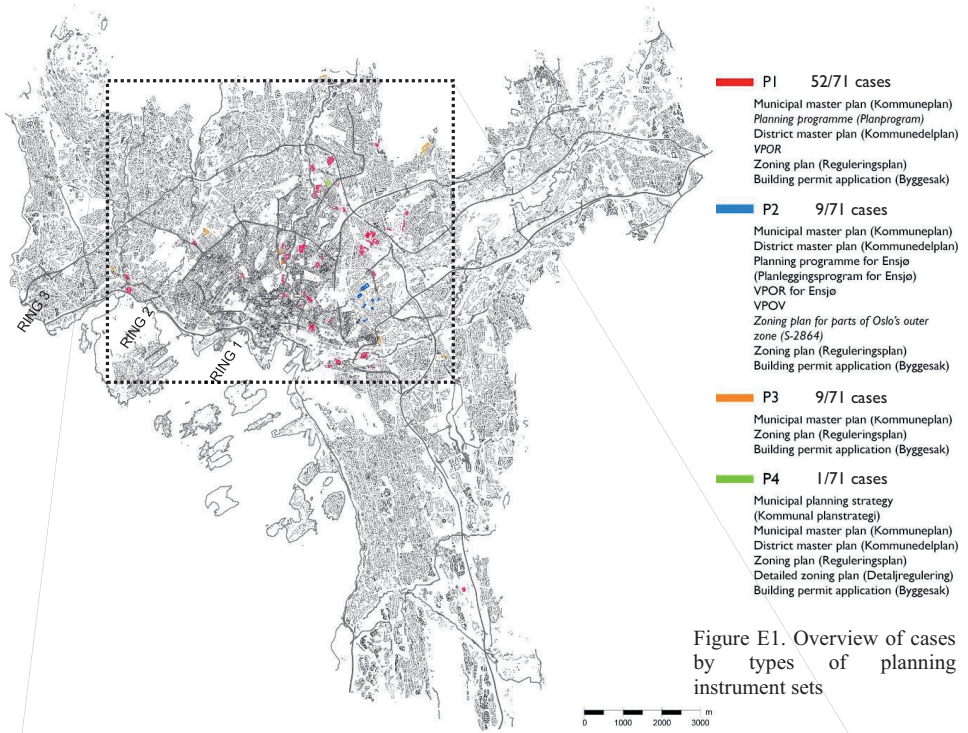 RING 3
RING 2
RING 1
P1 52/71 cases
Municipal master plan (Kommuneplan)
Planning programme (Planprogram)
District master plan (Kommunedelplan)
VPOR
Zoning plan (Reguleringsplan)
Building permit application (Byggesak)
P2 9/71 cases
Municipal master plan (Kommuneplan)
District master plan (Kommunedelplan)
Planning programme for Ensjø
(Planleggingsprogram for Ensjø)
VPOR for Ensjø
VPOV
Zoning plan for parts of Oslo's outer
zone (S-2864)
Zoning plan (Reguleringsplan)
Building permit application (Byggesak)
P3 9/71 cases
Municipal master plan (Kommuneplan)
Zoning plan (Reguleringsplan)
Building permit application (Byggesak)
P4 1/71 cases
Municipal planning strategy
(Kommunal planstrategi)
Municipal master plan (Kommuneplan)
District master plan (Kommunedelplan)
Zoning plan (Reguleringsplan)
Detailed zoning plan (Detaljregulering)
Building permit application (Byggesak)
Figure E1. Overview of cases
by types of planning
instrument sets
m
0 1000 2000 3000